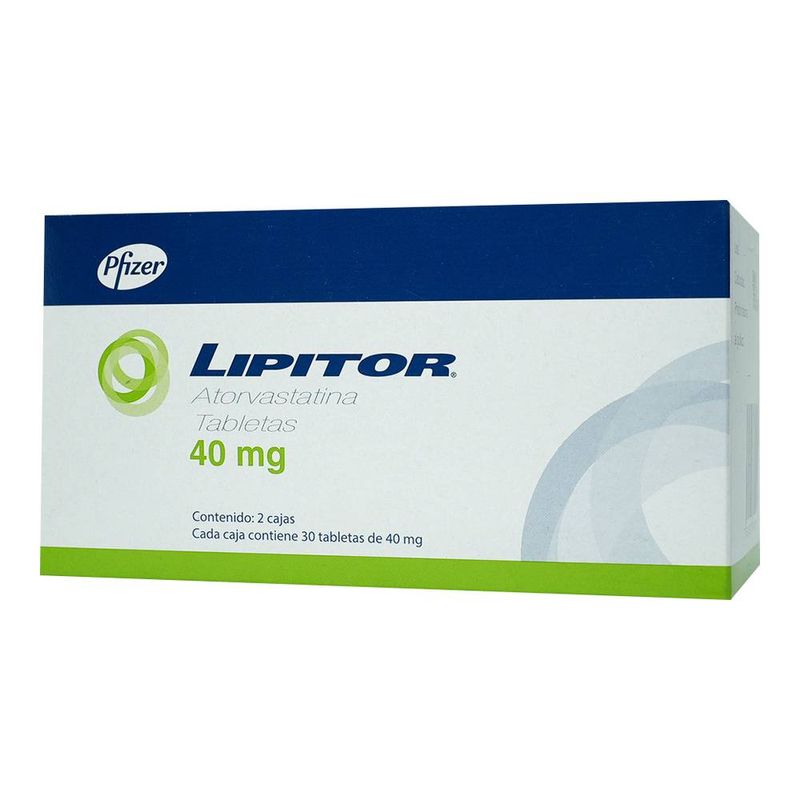 Pfizer
LIPITOR®
Atorvastatina
Tabletas
40 mg
Contenido: 2 cajas
Cada caja contiene 30 tabletas de 40 mg